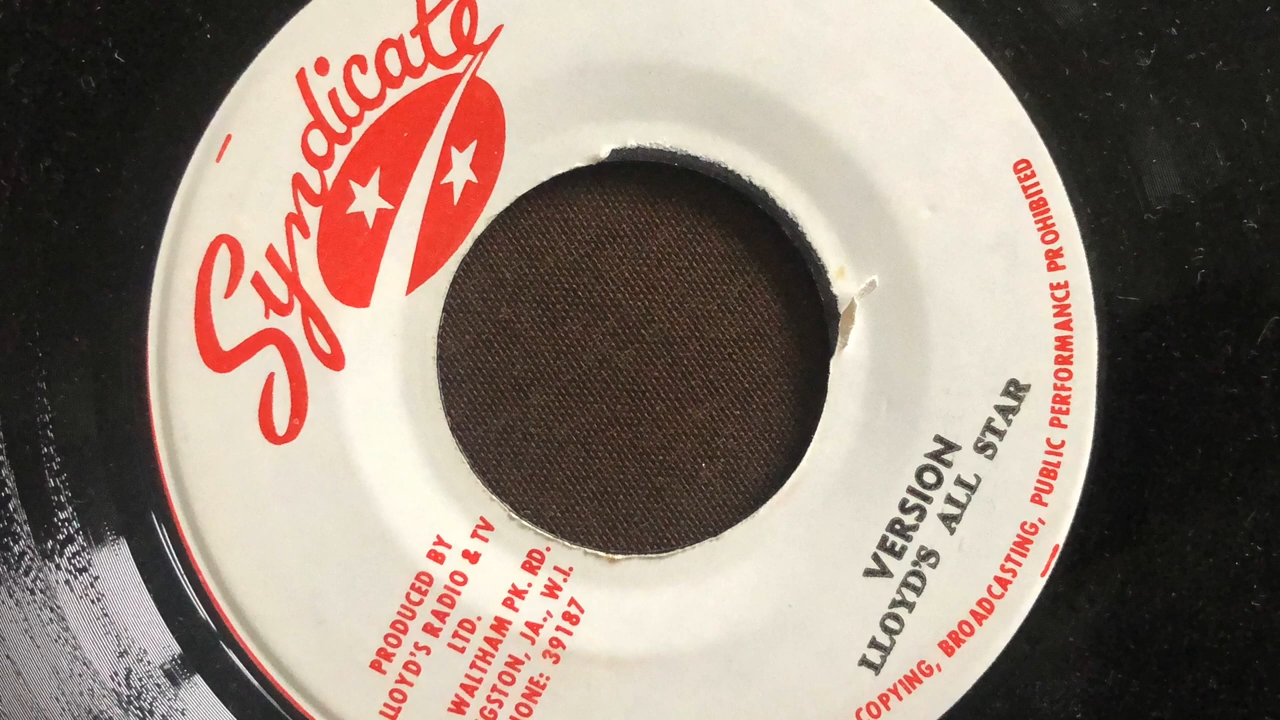 Syndicate
PRODUCED BY
LLOYD'S RADIO & TV
LTD.
WALTHAM PK. RD.
GSTON, JA., W.I.
ONE: 39187
VERSION
LLOYD'S ALL STAR
COPYING, BROADCASTING, PUBLIC PERFORMANCE PROHIBITED